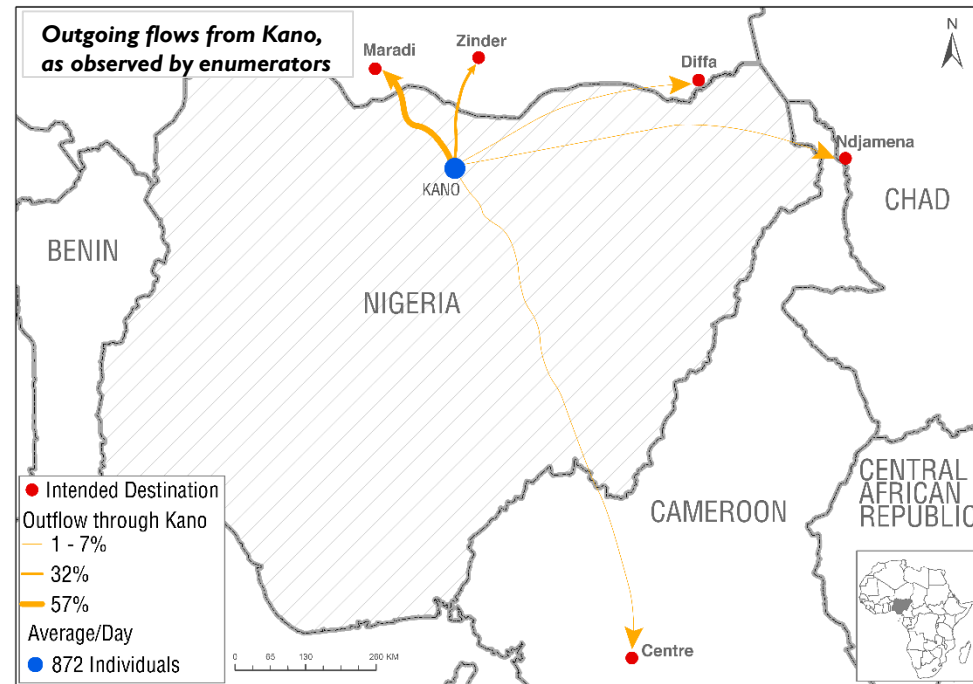 Outgoing flows from Kano,
as observed by enumerators
N
Maradi
Zinder
Diffa
Ndjamena
KANO
CHAD
BENIN
NIGERIA
CENTRAL
AFRICAN
REPUBLIC
CAMEROON
Centre
Intended Destination
Outflow through Kano
1 - 7%
32%
57%
Average/Day
872 Individuals
0 65 130 260 KM